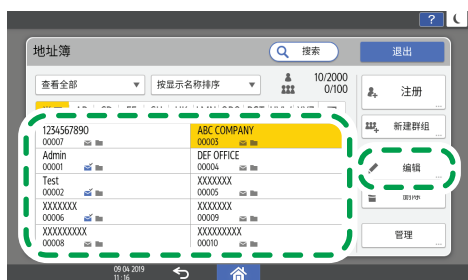 ?
地址簿
搜索
退出
查看全部
按显示名称排序
10/2000
0/100
注册
新建群组
1234567890
00007
ABC COMPANY
00003
编辑
Admin
00001
DEF OFFICE
00004
Test
00002
XXXXXXX
00005
XXXXXXX
00006
XXXXXXX
00009
XXXXXXXXX
00008
XXXXXXXXX
00010
管理
09 04 2019
11:16